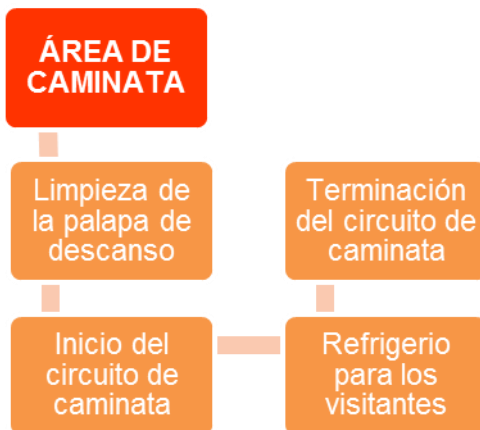 ÁREA DE
CAMINATA
Limpieza de
la palapa de
descanso
Inicio del
circuito de
caminata
Refrigerio
para los
visitantes
Terminación
del circuito de
caminata